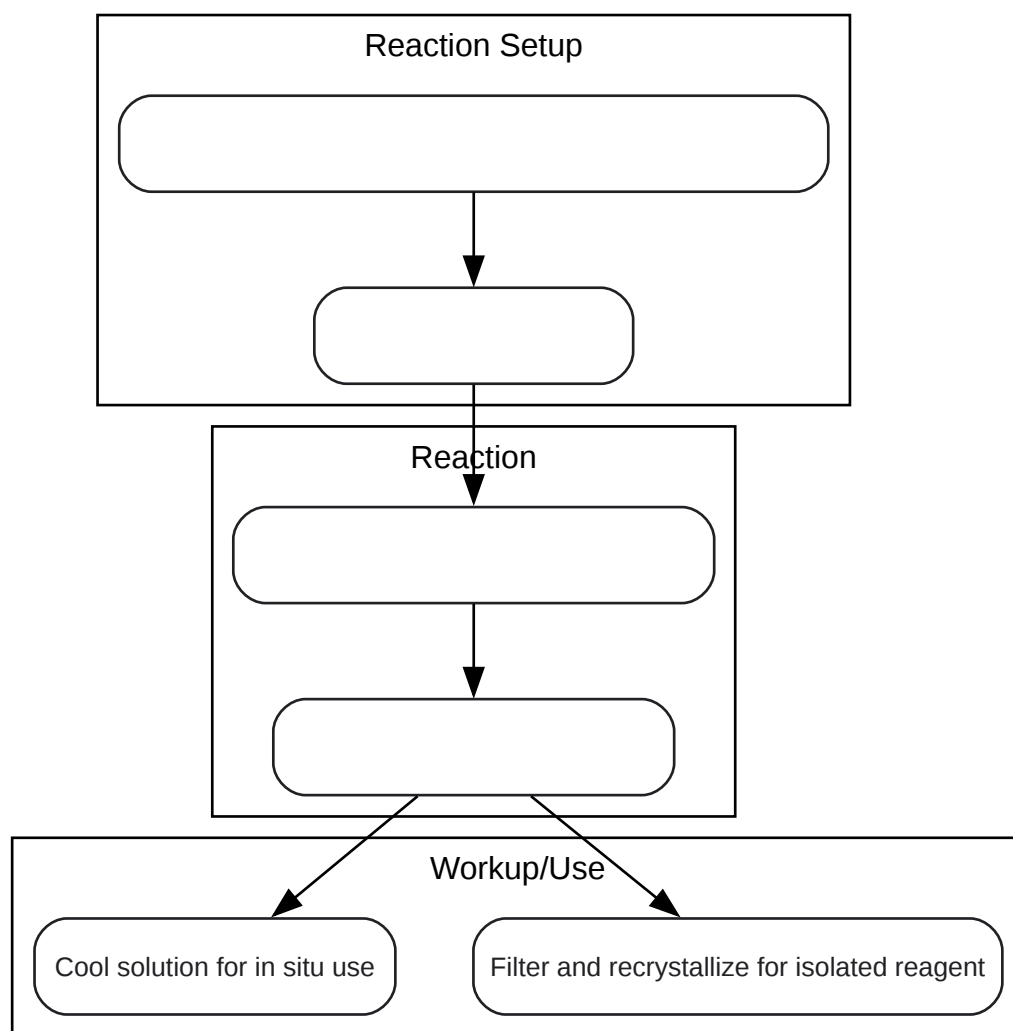 Reaction Setup
Reaction
Workup/Use
Cool solution for in situ use
Filter and recrystallize for isolated reagent